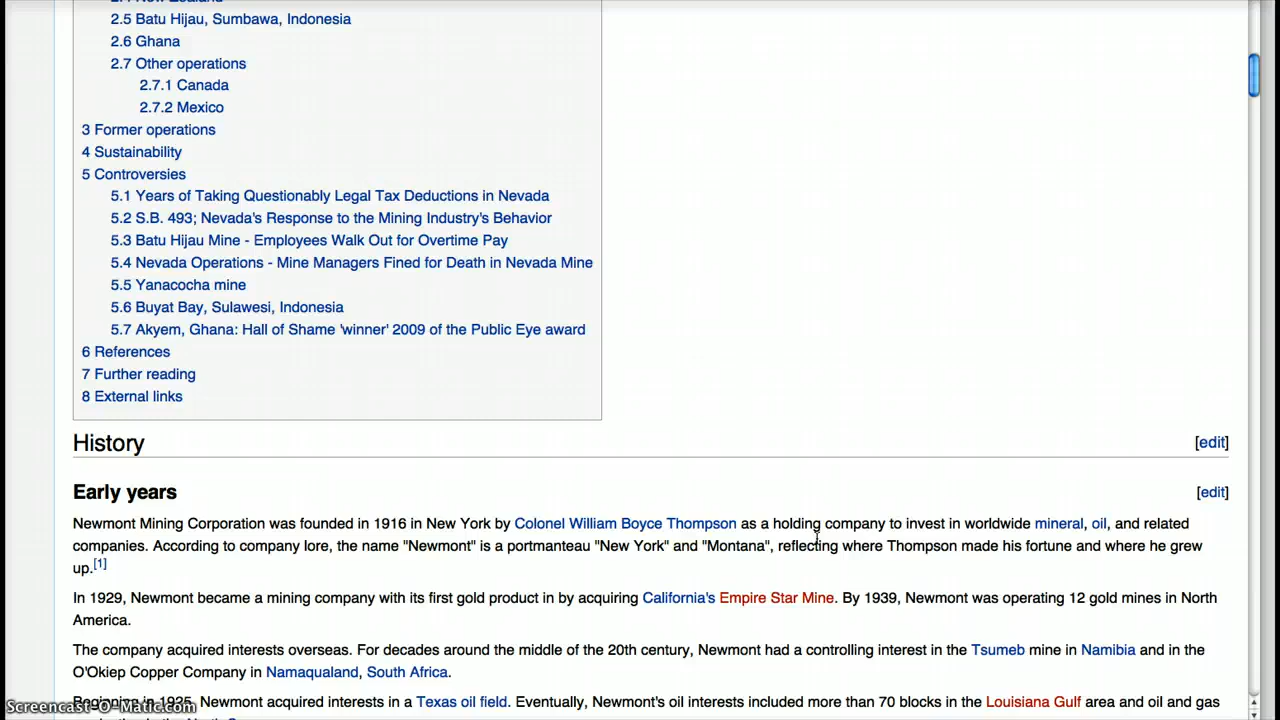 2.5 Batu Hijau, Sumbawa, Indonesia
2.6 Ghana
2.7 Other operations
2.7.1 Canada
2.7.2 Mexico
3 Former operations
4 Sustainability
5 Controversies
5.1 Years of Taking Questionably Legal Tax Deductions in Nevada
5.2 S.B. 493; Nevada's Response to the Mining Industry's Behavior
5.3 Batu Hijau Mine - Employees Walk Out for Overtime Pay
5.4 Nevada Operations - Mine Managers Fined for Death in Nevada Mine
5.5 Yanacocha mine
5.6 Buyat Bay, Sulawesi, Indonesia
5.7 Akyem, Ghana: Hall of Shame 'winner' 2009 of the Public Eye award
6 References
7 Further reading
8 External links
History [edit]
Early years [edit]
Newmont Mining Corporation was founded in 1916 in New York by Colonel William Boyce Thompson as a holding company to invest in worldwide mineral, oil, and related
companies. According to company lore, the name "Newmont" is a portmanteau "New York" and "Montana", reflecting where Thompson made his fortune and where he grew
up.[1]
In 1929, Newmont became a mining company with its first gold product in by acquiring California's Empire Star Mine. By 1939, Newmont was operating 12 gold mines in North
America.
The company acquired interests overseas. For decades around the middle of the 20th century, Newmont had a controlling interest in the Tsumeb mine in Namibia and in the
O'Okiep Copper Company in Namaqualand, South Africa.
Beginning in 1925, Newmont acquired interests in a Texas oil field. Eventually, Newmont's oil interests included more than 70 blocks in the Louisiana Gulf area and oil and gas
Screencast-O-Matic.com